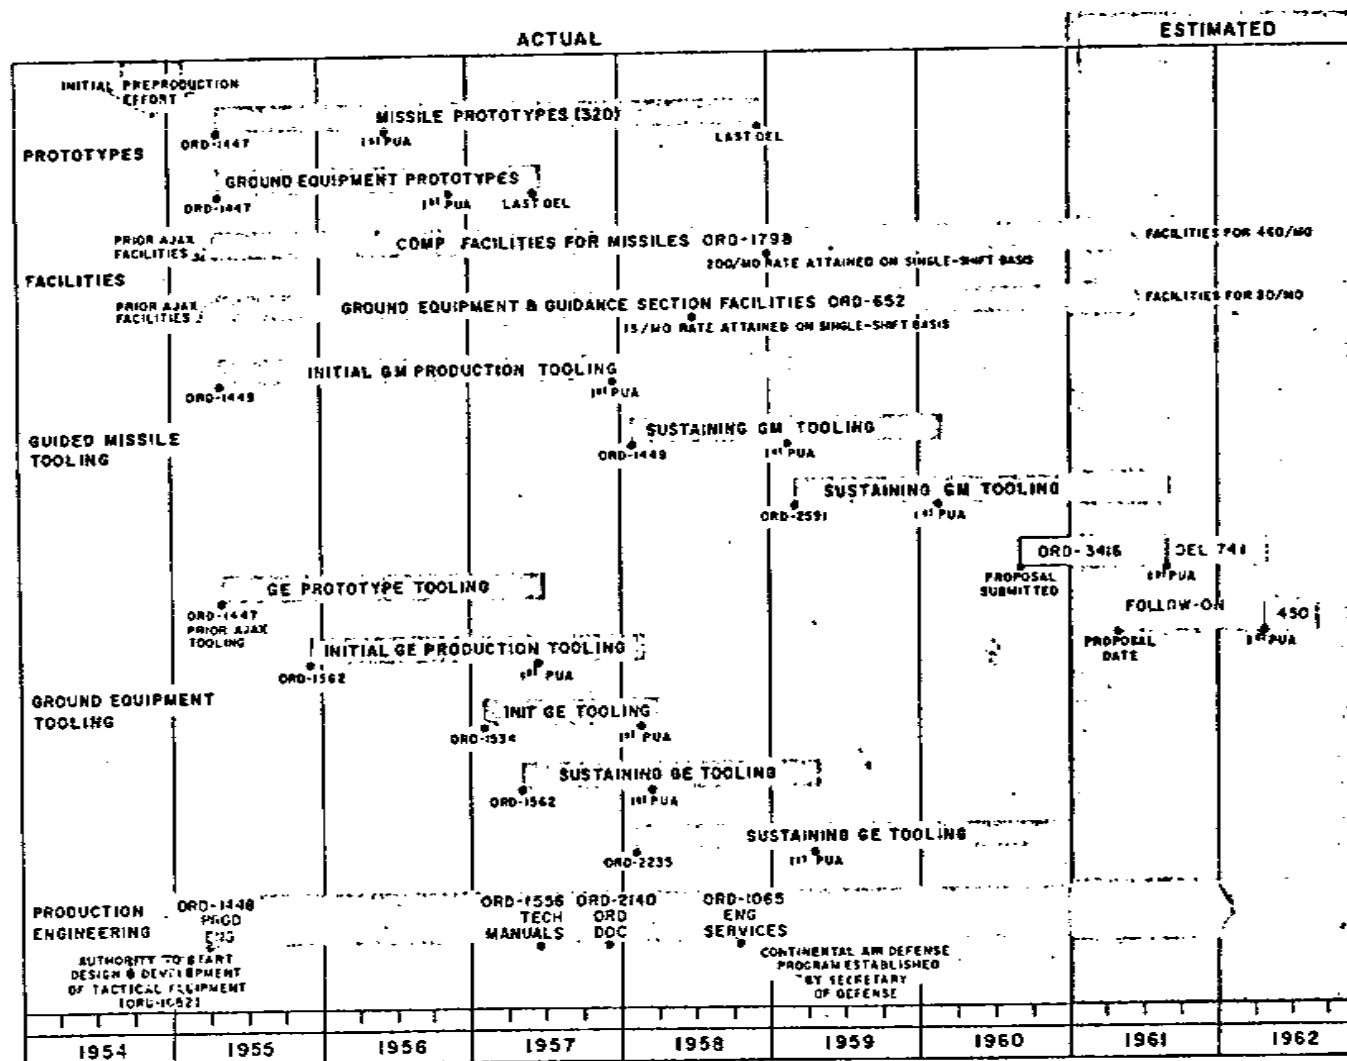 ACTUAL
ESTIMATED
INITIAL PREPRODUCTION
EFFORT
MISSILE PROTOTYPES (320)
ORD-1447
1st PUA
LAST DEL
PROTOTYPES
GROUND EQUIPMENT PROTOTYPES
ORD-1447
1st PUA
LAST DEL
PRIOR AJAX
FACILITIES
COMP FACILITIES FOR MISSILES ORD-1798
FACILITIES FOR 460/MO
200/MO RATE ATTAINED ON SINGLE-SHIFT BASIS
FACILITIES
PRIOR AJAX
FACILITIES
GROUND EQUIPMENT & GUIDANCE SECTION FACILITIES ORD-652
FACILITIES FOR 30/MO
15/MO RATE ATTAINED ON SINGLE-SHIFT BASIS
INITIAL GM PRODUCTION TOOLING
ORD-1449
1st PUA
GUIDED MISSILE
TOOLING
SUSTAINING GM TOOLING
ORD-1449
1st PUA
SUSTAINING GM TOOLING
ORD-2591
1st PUA
ORD-3416
DEL 741
PROPOSAL
SUBMITTED
1st PUA
FOLLOW-ON
450
PROPOSAL
DATE
1st PUA
GE PROTOTYPE TOOLING
ORD-1447
PRIOR AJAX
TOOLING
INITIAL GE PRODUCTION TOOLING
ORD-1562
1st PUA
GROUND EQUIPMENT
TOOLING
INIT GE TOOLING
ORD-1534
1st PUA
SUSTAINING GE TOOLING
ORD-1562
1st PUA
SUSTAINING GE TOOLING
ORD-2235
1st PUA
PRODUCTION
ENGINEERING
ORD-1448
PROD
ENG
ORD-1556
TECH
MANUALS
ORD-2140
ORD
DOC
ORD-1065
ENG
SERVICES
AUTHORITY TO START
DESIGN & DEVELOPMENT
OF TACTICAL EQUIPMENT
CONTINENTAL AIR DEFENSE
PROGRAM ESTABLISHED
BY SECRETARY
OF DEFENSE
1954
1955
1956
1957
1958
1959
1960
1961
1962